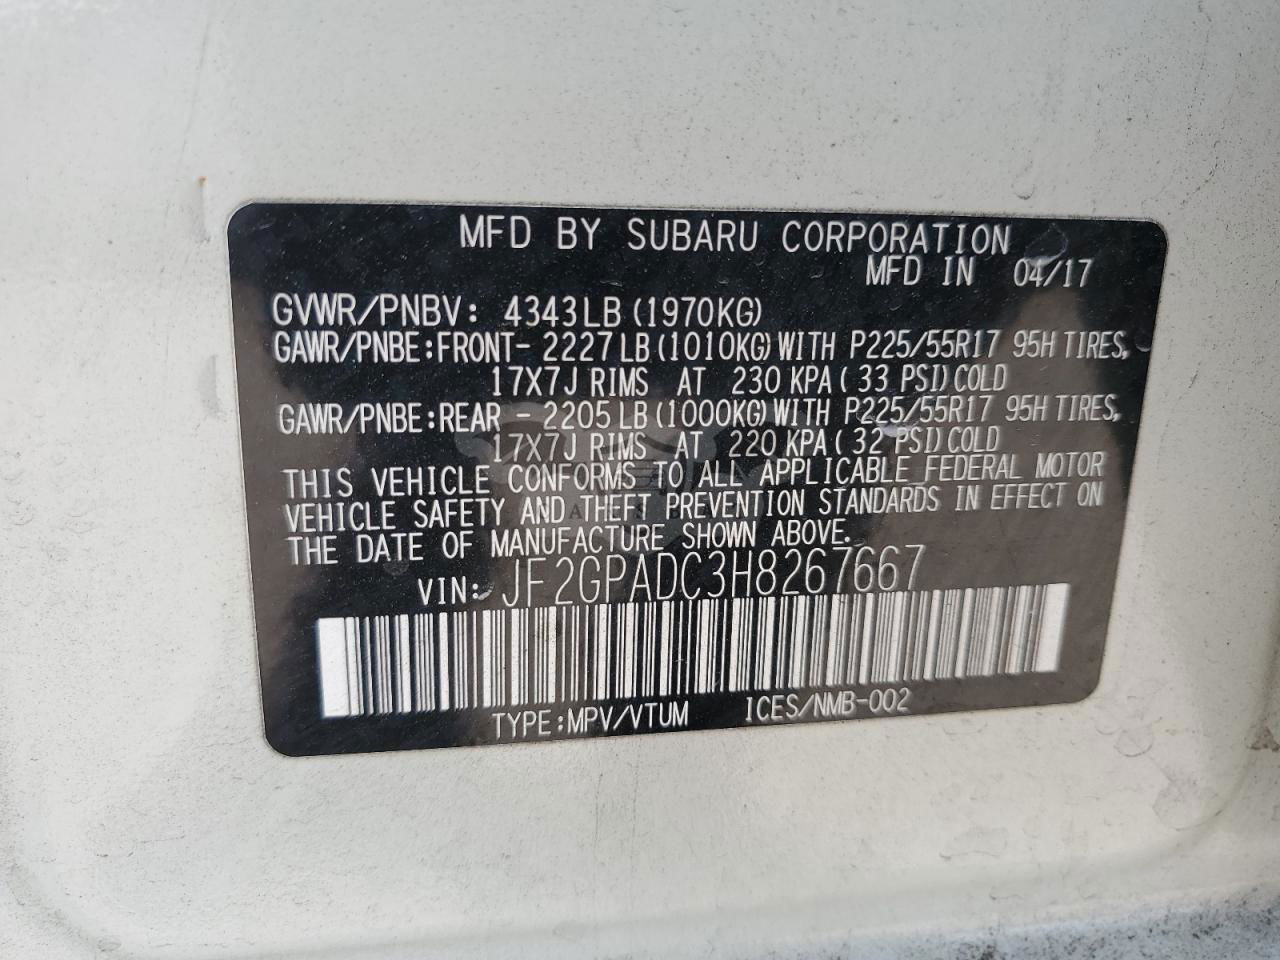 MFD BY SUBARU CORPORATION
MFD IN 04/17
GVWR/PNBV: 4343LB (1970KG)
GAWR/PNBE:FRONT- 2227LB (1010KG) WITH P225/55R17 95H TIRES,
17X7J RIMS AT 230 KPA ( 33 PSI) COLD
GAWR/PNBE:REAR - 2205LB (1000KG) WITH P225/55R17 95H TIRES,
17X7J RIMS AT 220 KPA ( 32 PSI) COLD
THIS VEHICLE CONFORMS TO ALL APPLICABLE FEDERAL MOTOR
VEHICLE SAFETY AND THEFT PREVENTION STANDARDS IN EFFECT ON
THE DATE OF MANUFACTURE SHOWN ABOVE.
VIN: JF2GPADC3H8267667
TYPE:MPV/VTUM ICES/NMB-002